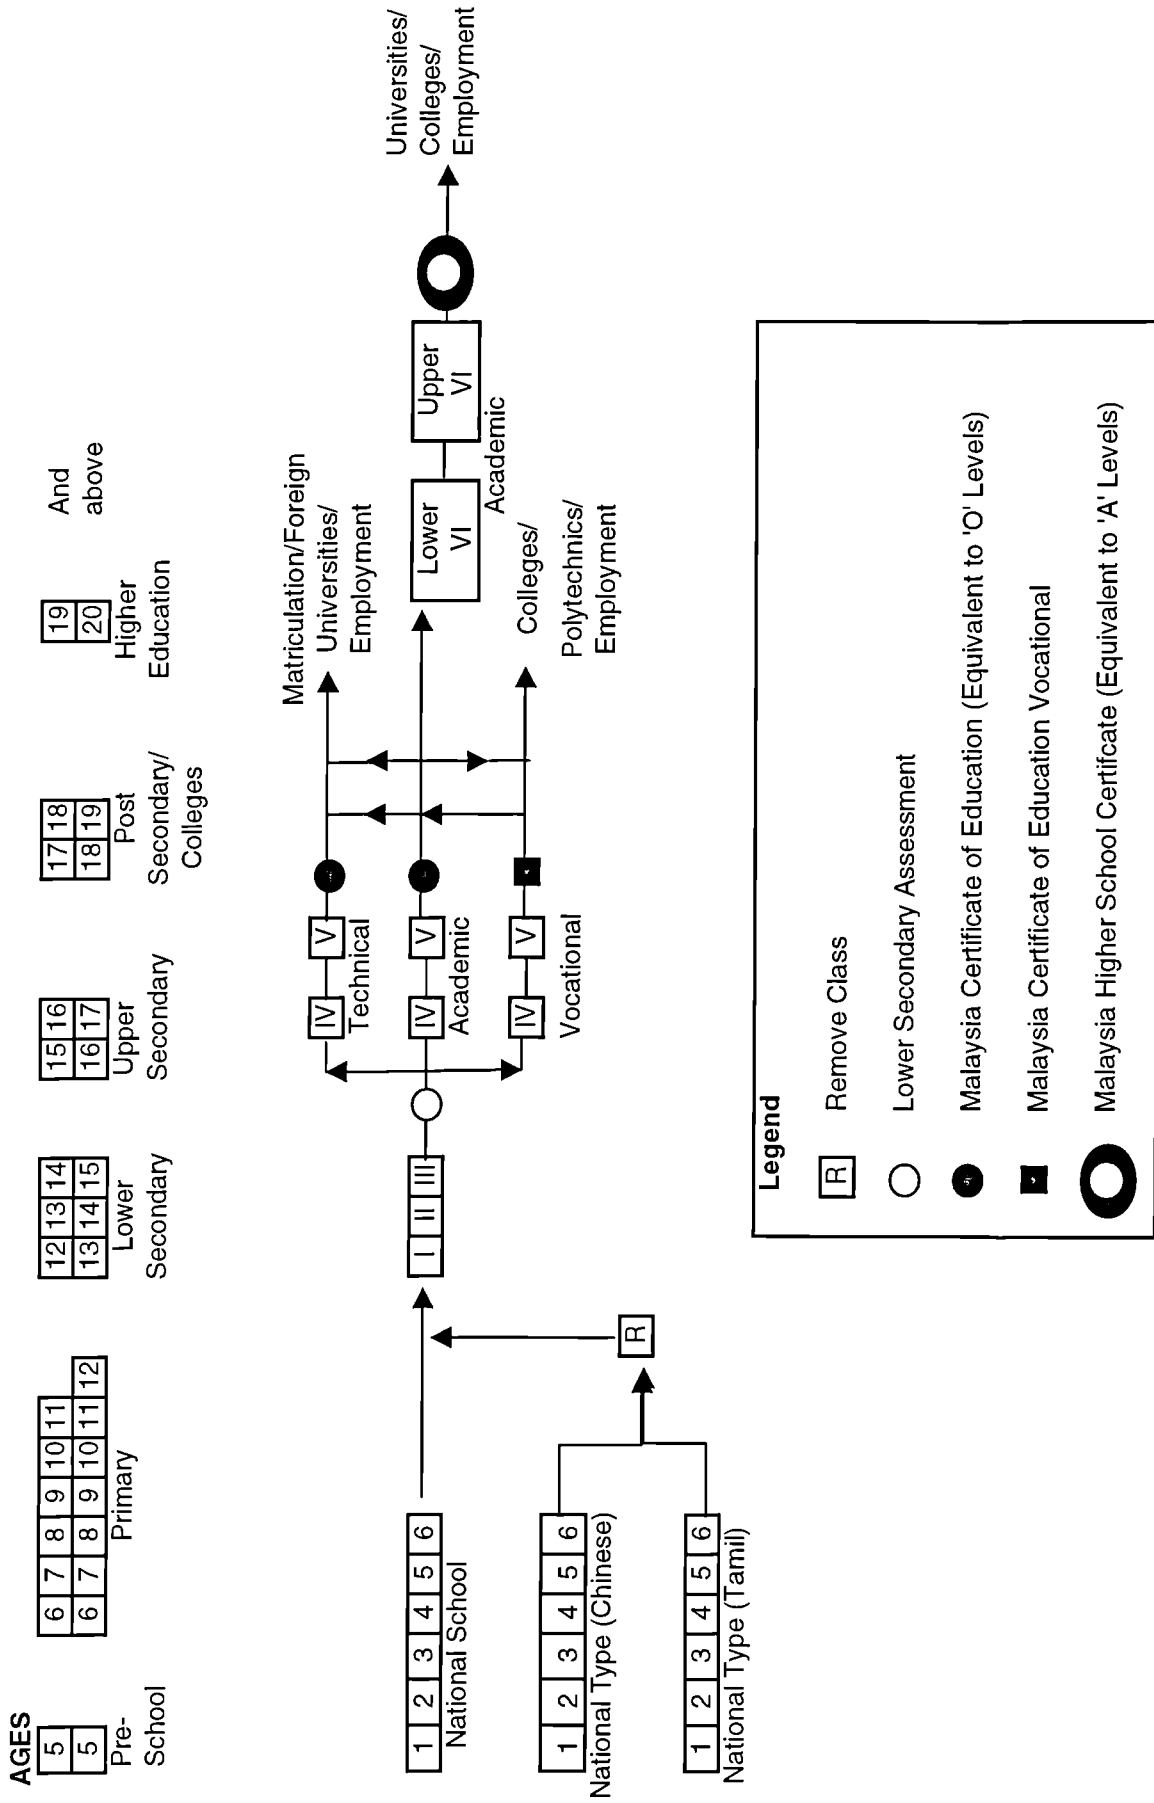 AGES
5
5
Pre-
School
6 7 8 9 10 11
6 7 8 9 10 11 12
Primary
12 13 14
13 14 15
Lower
Secondary
15 16
16 17
Upper
Secondary
17 18
18 19
Post
Secondary/
Colleges
19
20
Higher
Education
And
above
1 2 3 4 5 6
National School
1 2 3 4 5 6
National Type (Chinese)
1 2 3 4 5 6
National Type (Tamil)
R
I II III
IV V
Technical
IV V
Academic
IV V
Vocational
Matriculation/Foreign
Universities/
Employment
Lower
VI
Upper
VI
Academic
Colleges/
Polytechnics/
Employment
Universities/
Colleges/
Employment
Legend
R Remove Class
Lower Secondary Assessment
Malaysia Certificate of Education (Equivalent to 'O' Levels)
Malaysia Certificate of Education Vocational
Malaysia Higher School Certifcate (Equivalent to 'A' Levels)